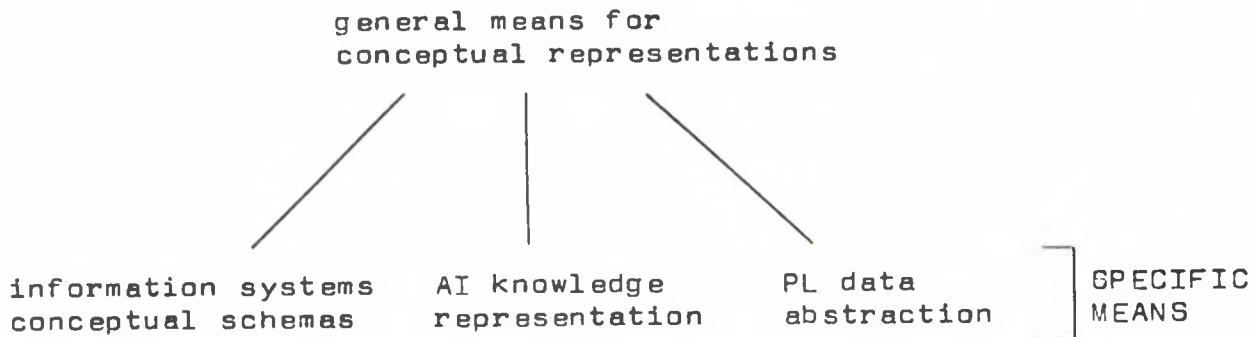 general means for
conceptual representations
information systems
conceptual schemas
AI knowledge
representation
PL data
abstraction
SPECIFIC
MEANS